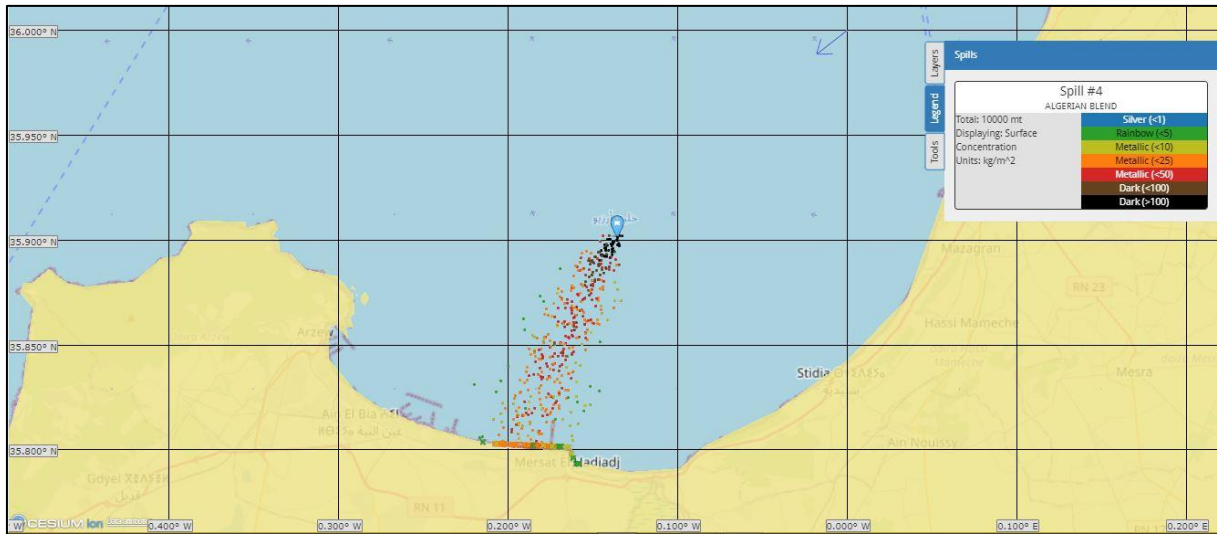 36.000° N
Layers
Spills
Legend
Spill #4
ALGERIAN BLEND
Total: 10000 mt
Displaying: Surface
Concentration
Units: kg/m^2
Silver (<1)
Rainbow (<5)
Metallic (<10)
Metallic (<25)
Metallic (<50)
Dark (<100)
Dark (>100)
Tools
35.950° N
35.900° N
Mazagran
RN 23
Hassi Mameche
Arzew
35.850° N
Stidia
Mesra
Ain El Bia
عين البية
Ain Nouissy
35.800° N
Mersat El Hadjadj
Gdyel
قديل
RN 11
CESIUM ion
0.400° W
0.300° W
0.200° W
0.100° W
0.000° W
0.100° E
0.200° E